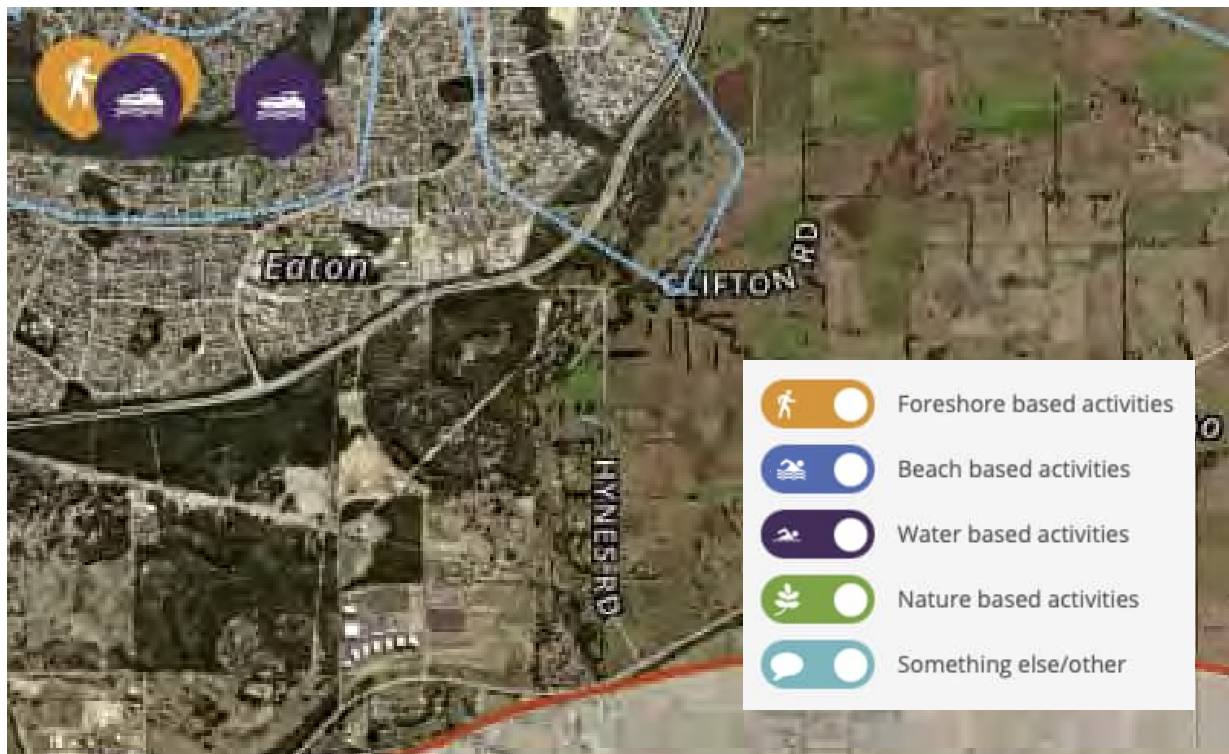 Eaton
CLIFTON RD
HYNES RD
Foreshore based activities
Beach based activities
Water based activities
Nature based activities
Something else/other